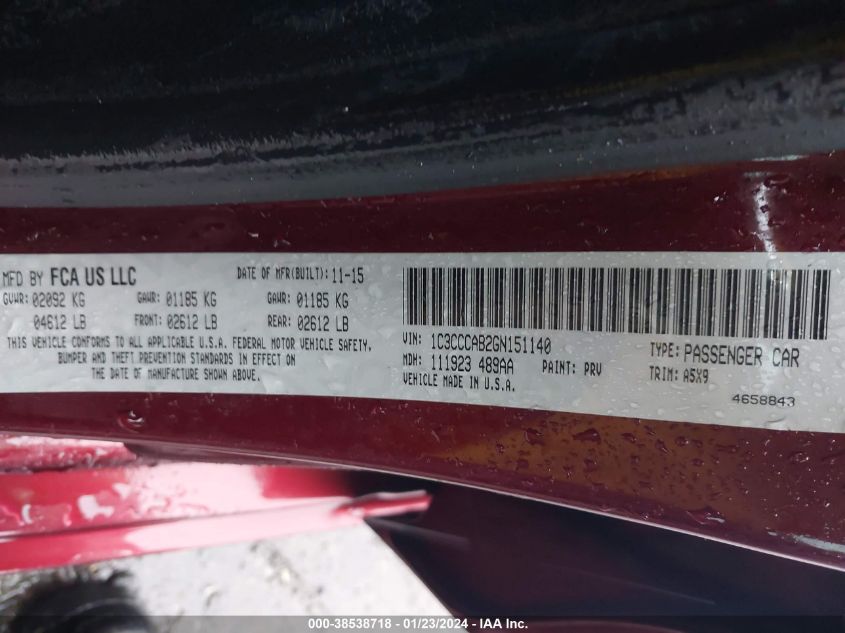 MFD BY FCA US LLC
DATE OF MFR(BUILT): 11-15
GVWR: 02092 KG GAWR: 01185 KG GAWR: 01185 KG
04612 LB FRONT: 02612 LB REAR: 02612 LB
THIS VEHICLE CONFORMS TO ALL APPLICABLE U.S.A. FEDERAL MOTOR VEHICLE SAFETY,
BUMPER AND THEFT PREVENTION STANDARDS IN EFFECT ON
THE DATE OF MANUFACTURE SHOWN ABOVE.
VIN: 1C3CCCAB2GN151140 TYPE: PASSENGER CAR
MDH: 111923 489AA PAINT: PRV TRIM: A5X9
VEHICLE MADE IN U.S.A.
4658843
000-38538718 - 01/23/2024 - IAA Inc.